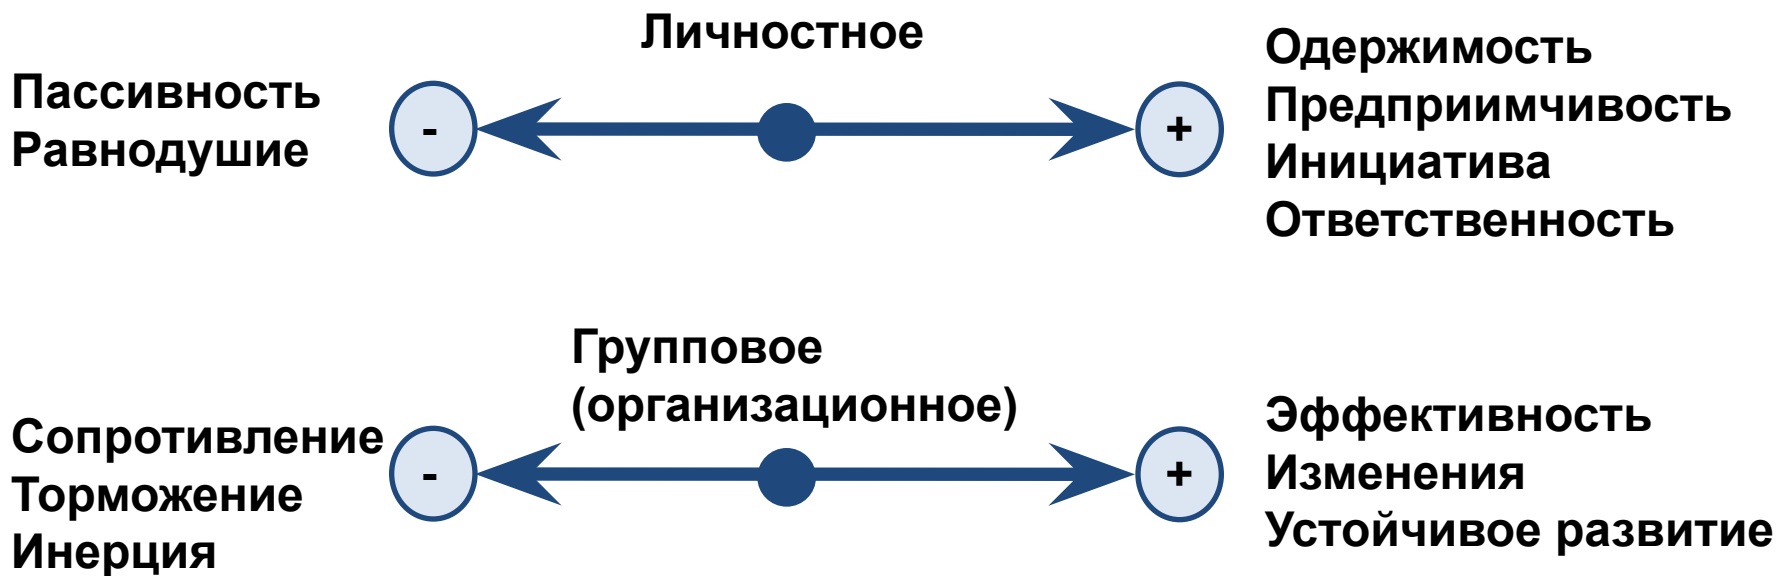 Личностное
Пассивность
Равнодушие
-
+
Одержимость
Предприимчивость
Инициатива
Ответственность
Групповое
(организационное)
Сопротивление
Торможение
Инерция
-
+
Эффективность
Изменения
Устойчивое развитие